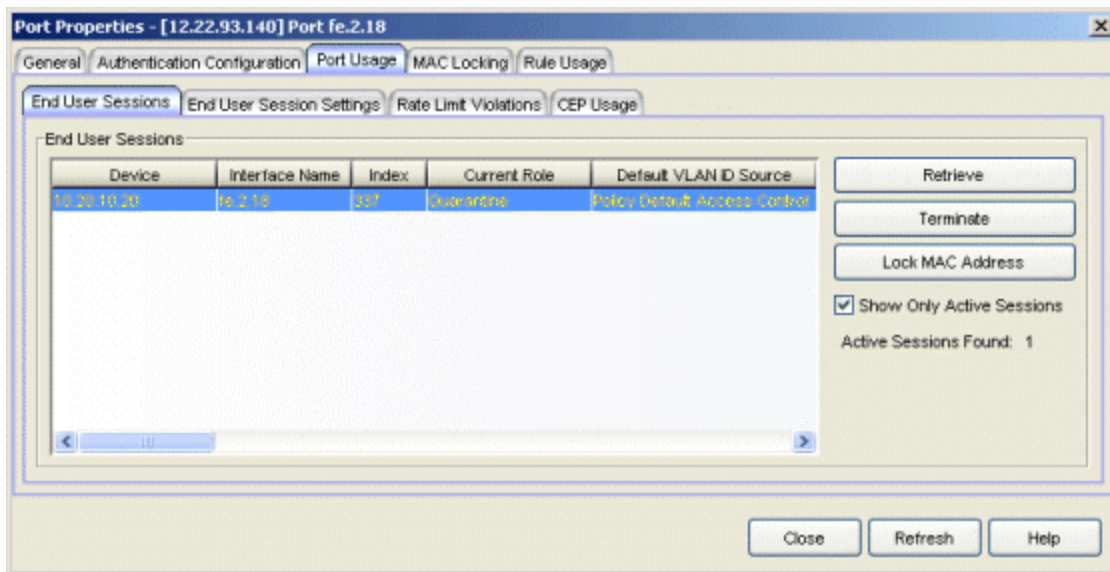 Port Properties - [12.22.93.140] Port fe.2.18
General Authentication Configuration Port Usage MAC Locking Rule Usage
End User Sessions End User Session Settings Rate Limit Violations CEP Usage
End User Sessions
Device Interface Name Index Current Role Default VLAN ID Source
10.20.10.20 fe.2.18 337 Quarantine Policy Default Access Control
Retrieve
Terminate
Lock MAC Address
Show Only Active Sessions
Active Sessions Found: 1
Close Refresh Help